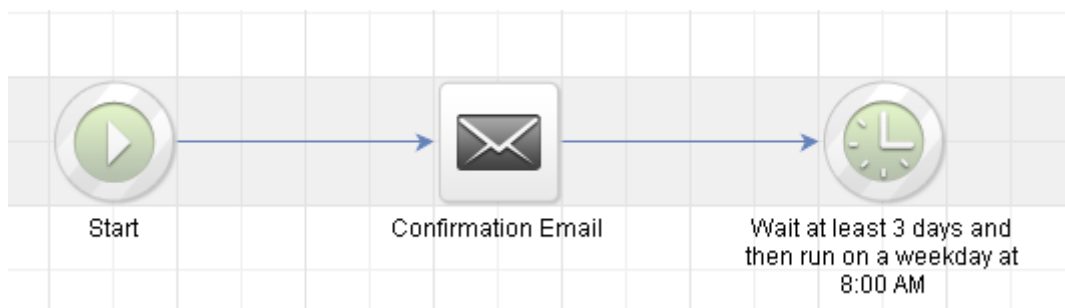 Start
Confirmation Email
Wait at least 3 days and
then run on a weekday at
8:00 AM